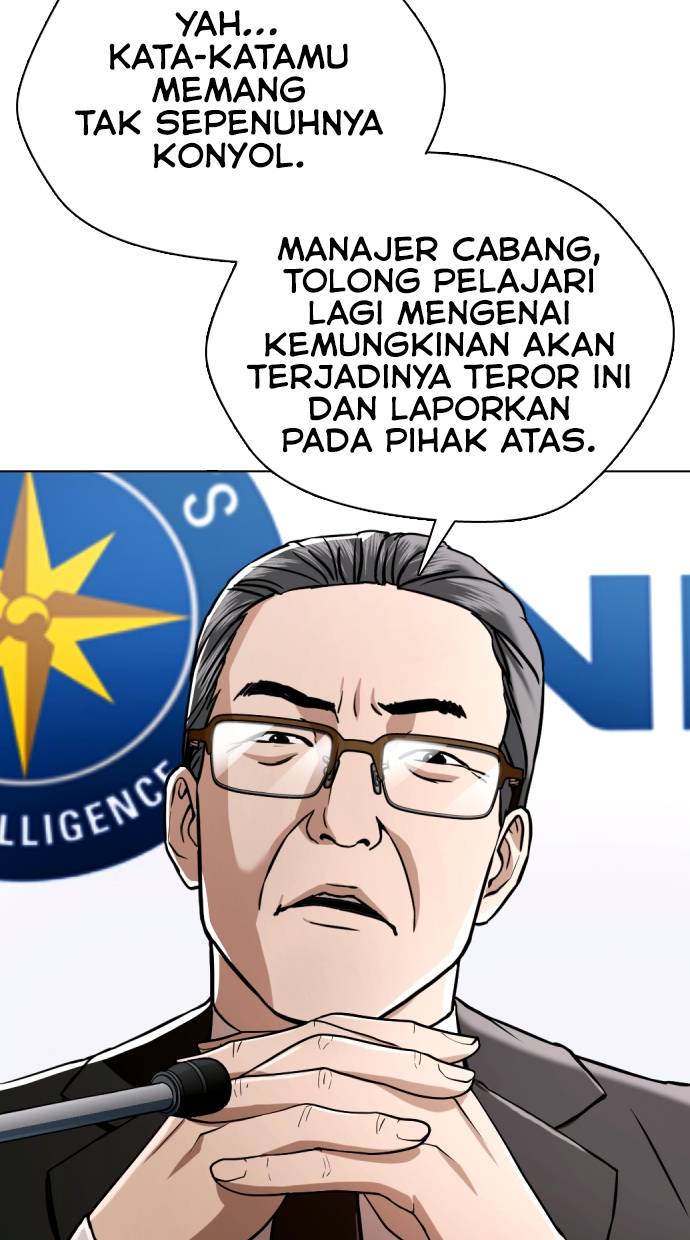 YAH...
KATA-KATAMU
MEMANG
TAK SEPENUHNYA
KONYOL.
MANAJER CABANG,
TOLONG PELAJARI
LAGI MENGENAI
KEMUNGKINAN AKAN
TERJADINYA TEROR INI
DAN LAPORKAN
PADA PIHAK ATAS.
S
NI
LLIGENCE